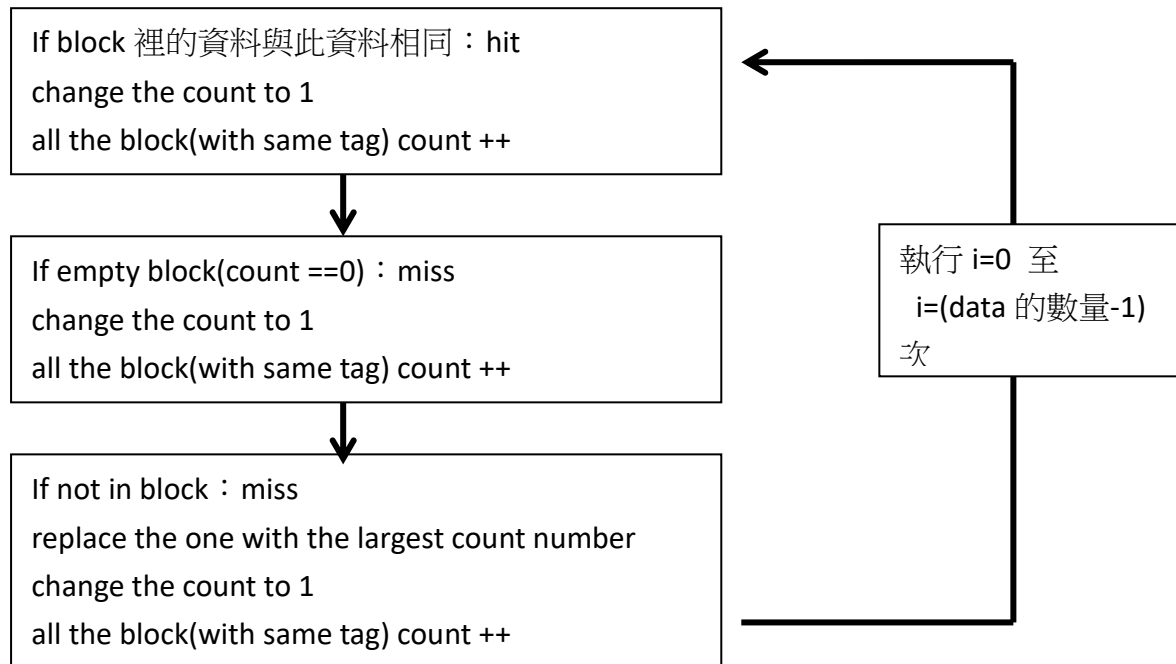 If block 裡的資料與此資料相同：hit
change the count to 1
all the block(with same tag) count ++
If empty block(count ==0)：miss
change the count to 1
all the block(with same tag) count ++
If not in block：miss
replace the one with the largest count number
change the count to 1
all the block(with same tag) count ++
執行 i=0 至
i=(data 的數量-1)
次